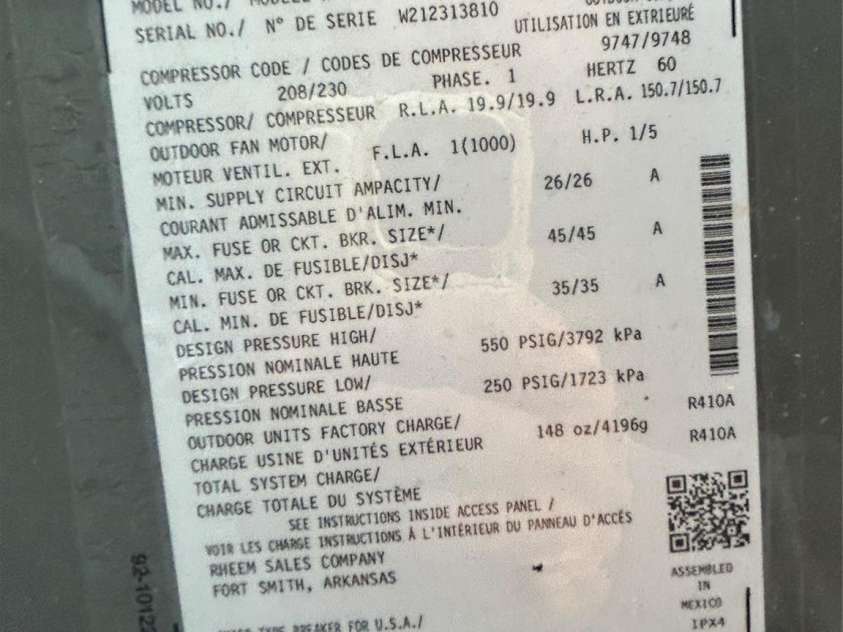 MODEL NO./
SERIAL NO./ N° DE SERIE W212313810
UTILISATION EN EXTRIEURÉ
COMPRESSOR CODE / CODES DE COMPRESSEUR 9747/9748
VOLTS 208/230 PHASE. 1 HERTZ 60
COMPRESSOR/ COMPRESSEUR R.L.A. 19.9/19.9 L.R.A. 150.7/150.7
OUTDOOR FAN MOTOR/
MOTEUR VENTIL. EXT. F.L.A. 1(1000) H.P. 1/5
MIN. SUPPLY CIRCUIT AMPACITY/ 26/26 A
COURANT ADMISSABLE D'ALIM. MIN.
MAX. FUSE OR CKT. BKR. SIZE*/ 45/45 A
CAL. MAX. DE FUSIBLE/DISJ*
MIN. FUSE OR CKT. BRK. SIZE*/ 35/35 A
CAL. MIN. DE FUSIBLE/DISJ*
DESIGN PRESSURE HIGH/ 550 PSIG/3792 kPa
PRESSION NOMINALE HAUTE
DESIGN PRESSURE LOW/ 250 PSIG/1723 kPa
PRESSION NOMINALE BASSE
OUTDOOR UNITS FACTORY CHARGE/ 148 oz/4196g R410A
CHARGE USINE D'UNITÉS EXTÉRIEUR R410A
TOTAL SYSTEM CHARGE/
CHARGE TOTALE DU SYSTÈME
SEE INSTRUCTIONS INSIDE ACCESS PANEL /
VOIR LES CHARGE INSTRUCTIONS À L'INTÉRIEUR DU PANNEAU D'ACCÈS
RHEEM SALES COMPANY
FORT SMITH, ARKANSAS
ASSEMBLED
IN
MEXICO
IPX4
TYPE BREAKER FOR U.S.A./